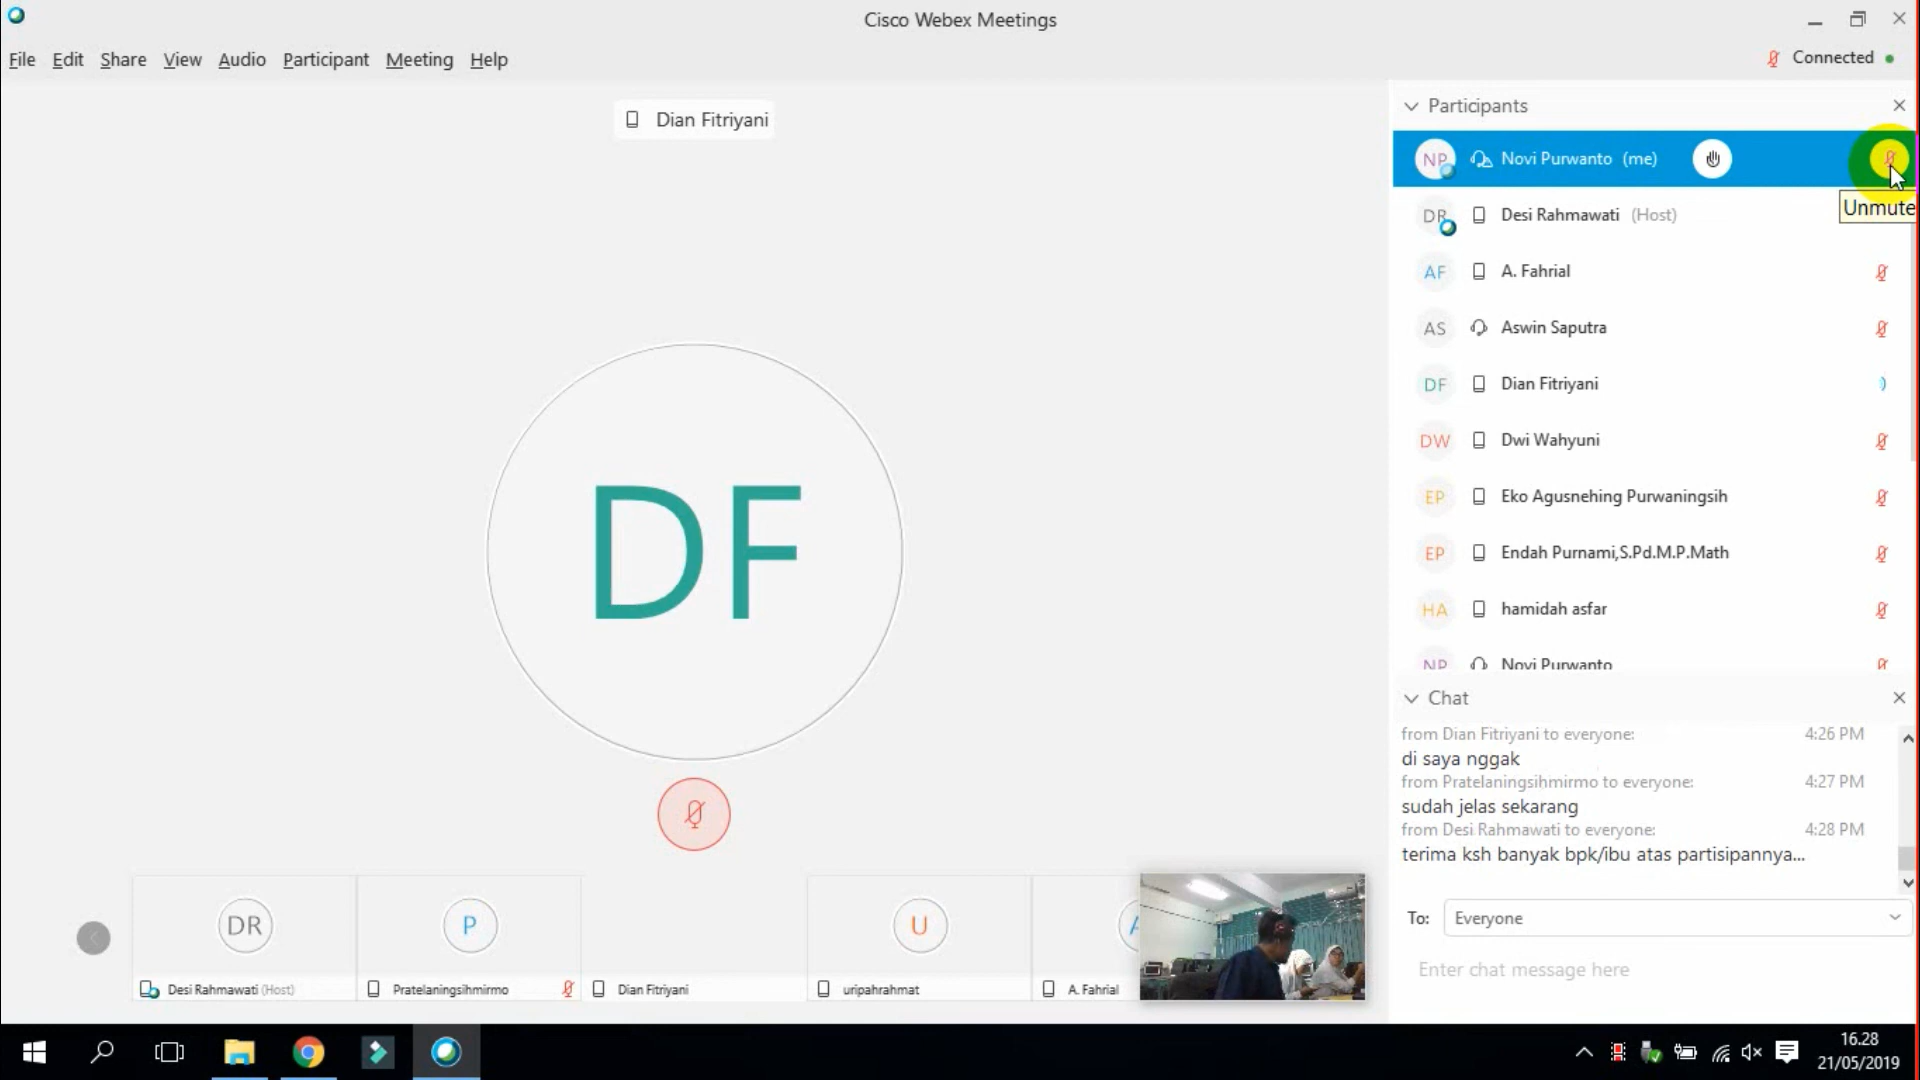 Cisco Webex Meetings
File Edit Share View Audio Participant Meeting Help
Connected
Dian Fitriyani
DF
Participants
NP Novi Purwanto (me)
Unmute
DR Desi Rahmawati (Host)
AF A. Fahrial
AS Aswin Saputra
DF Dian Fitriyani
DW Dwi Wahyuni
EP Eko Agusnehing Purwaningsih
EP Endah Purnami,S.Pd.M.P.Math
HA hamidah asfar
NP Novi Purwanto
Chat
from Dian Fitriyani to everyone: 4:26 PM
di saya nggak
from Pratelaningsihmirmo to everyone: 4:27 PM
sudah jelas sekarang
from Desi Rahmawati to everyone: 4:28 PM
terima ksh banyak bpk/ibu atas partisipannya...
To: Everyone
Enter chat message here
DR
Desi Rahmawati (Host)
P
Pratelaningsihmirmo
Dian Fitriyani
U
uripahrahmat
A
A. Fahrial
16.28
21/05/2019